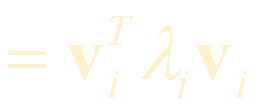 = v_i^T λ_i v_i